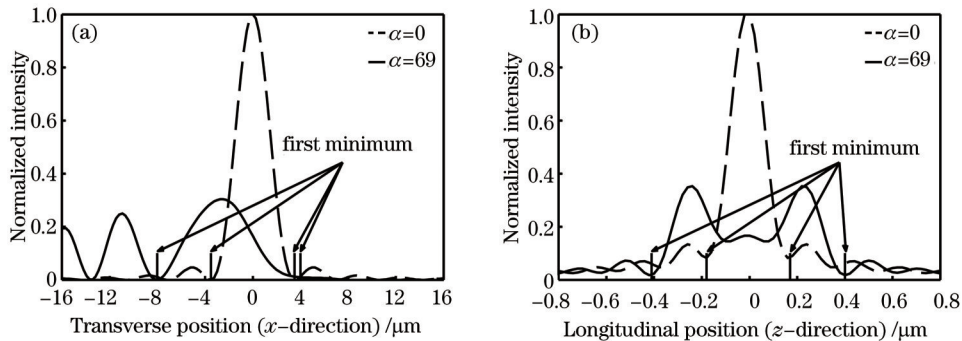 (a)
α=0
α=69
first minimum
Normalized intensity
1.0
0.8
0.6
0.4
0.2
0
−16 −12 −8 −4 0 4 8 12 16
Transverse position (x−direction) /μm
(b)
α=0
α=69
first minimum
Normalized intensity
1.0
0.8
0.6
0.4
0.2
0
−0.8 −0.6 −0.4 −0.2 0 0.2 0.4 0.6 0.8
Longitudinal position (z−direction) /μm